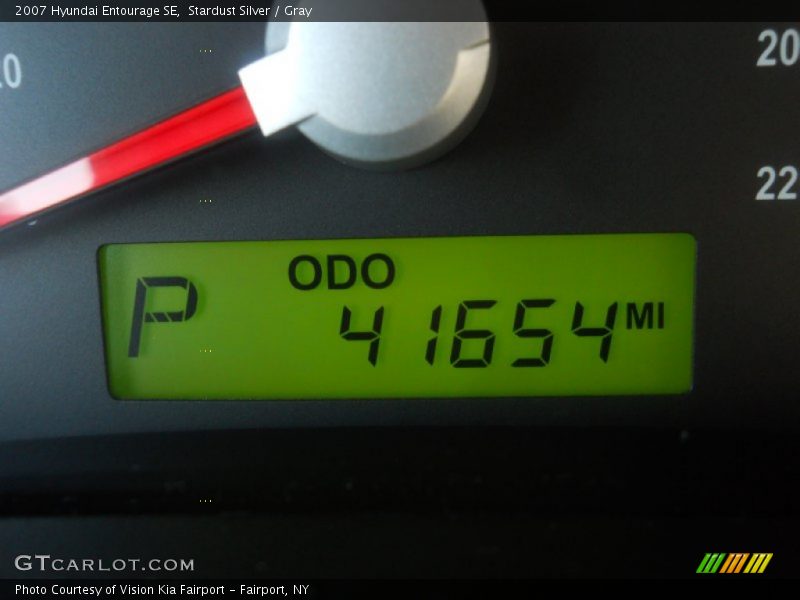 2007 Hyundai Entourage SE, Stardust Silver / Gray
20
22
ODO
P 41654 MI
GTCARLOT.COM
Photo Courtesy of Vision Kia Fairport - Fairport, NY